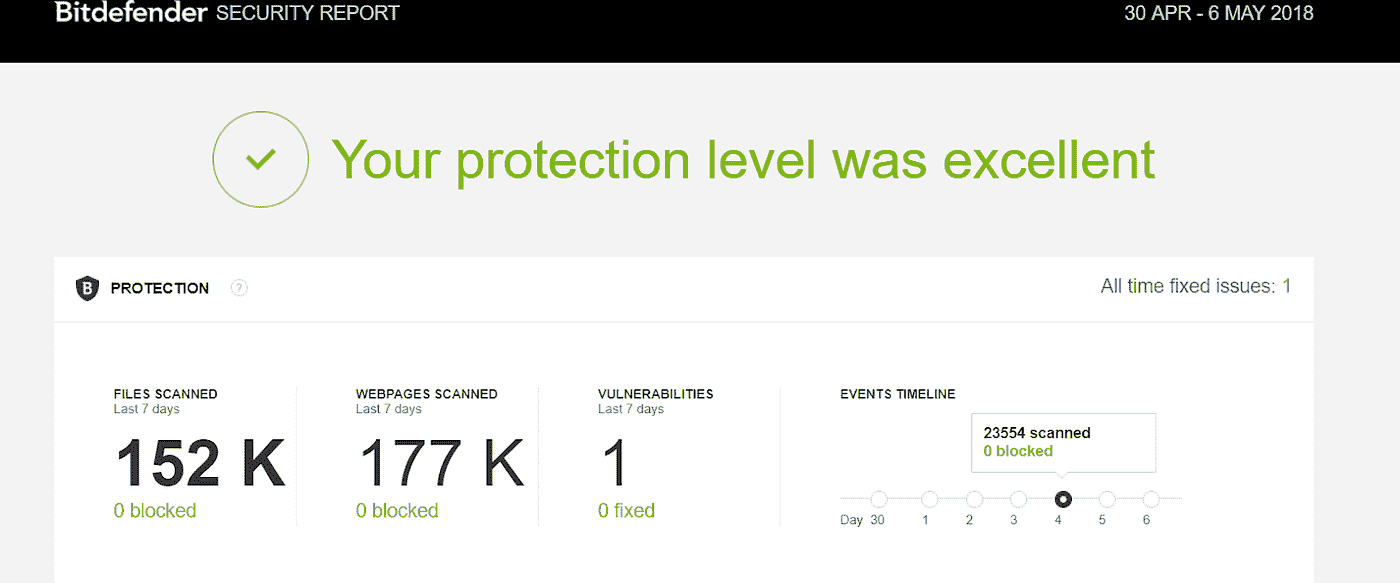 Bitdefender SECURITY REPORT
30 APR - 6 MAY 2018
Your protection level was excellent
B PROTECTION ?
All time fixed issues: 1
FILES SCANNED
Last 7 days
152 K
0 blocked
WEBPAGES SCANNED
Last 7 days
177 K
0 blocked
VULNERABILITIES
Last 7 days
1
0 fixed
EVENTS TIMELINE
23554 scanned
0 blocked
Day 30 1 2 3 4 5 6